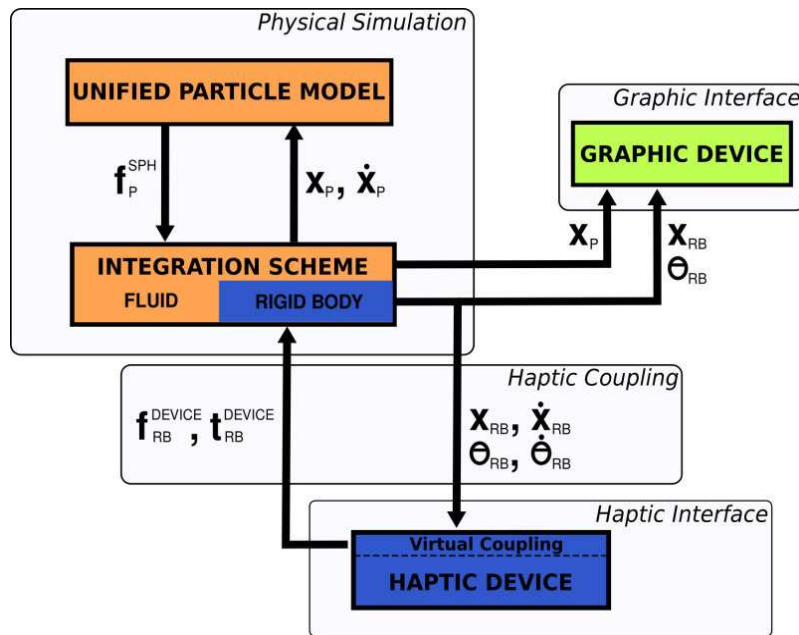 Physical Simulation
UNIFIED PARTICLE MODEL
f_P^SPH
x_P, ẋ_P
INTEGRATION SCHEME
FLUID
RIGID BODY
Graphic Interface
GRAPHIC DEVICE
x_P
x_RB
Θ_RB
Haptic Coupling
f_RB^DEVICE, t_RB^DEVICE
x_RB, ẋ_RB
Θ_RB, Θ̇_RB
Haptic Interface
Virtual Coupling
HAPTIC DEVICE